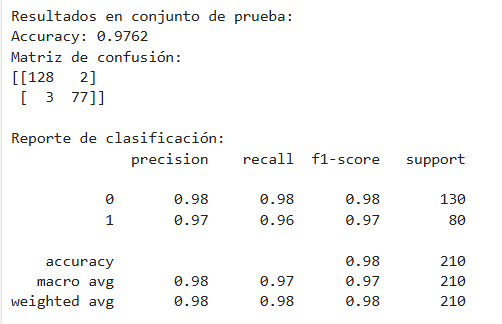 Resultados en conjunto de prueba:
Accuracy: 0.9762
Matriz de confusión:
[[128   2]
 [  3  77]]
Reporte de clasificación:
              precision    recall  f1-score   support
           0       0.98      0.98      0.98       130
           1       0.97      0.96      0.97        80
    accuracy                           0.98       210
   macro avg       0.98      0.97      0.97       210
weighted avg       0.98      0.98      0.98       210